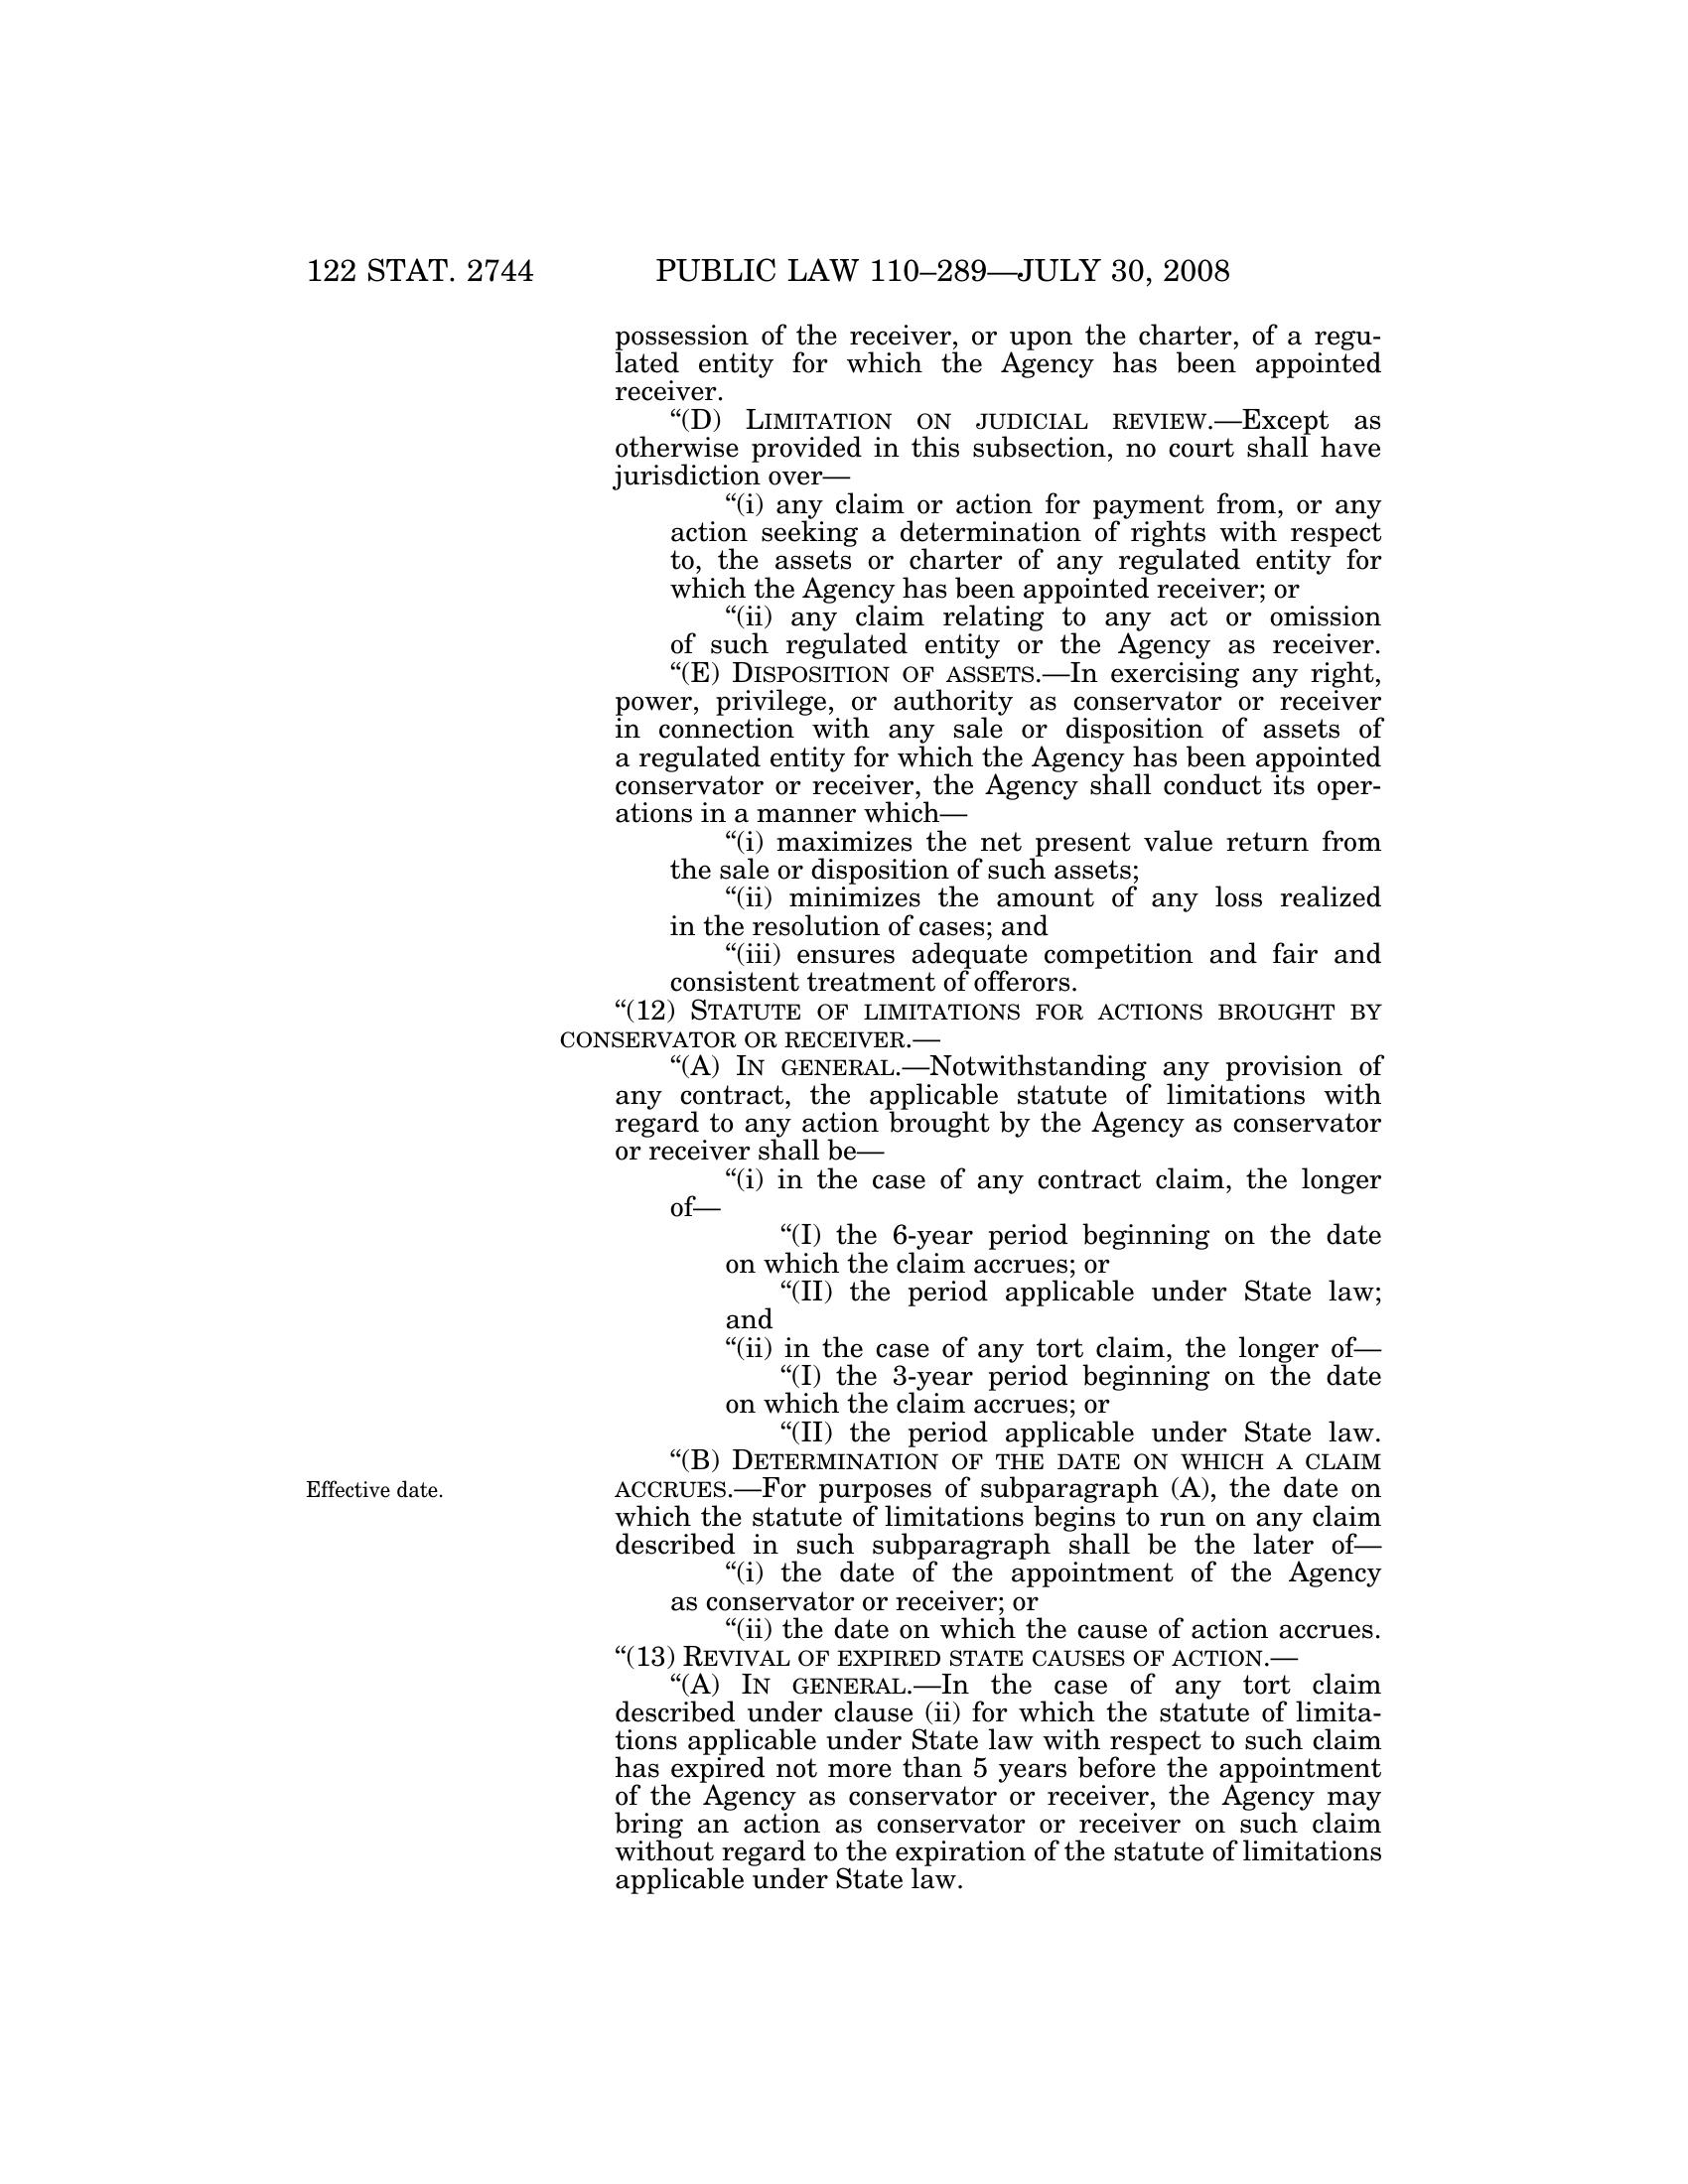 122 STAT. 2744 PUBLIC LAW 110–289—JULY 30, 2008
possession of the receiver, or upon the charter, of a regu-
lated entity for which the Agency has been appointed
receiver.
“(D) LIMITATION ON JUDICIAL REVIEW.—Except as
otherwise provided in this subsection, no court shall have
jurisdiction over—
“(i) any claim or action for payment from, or any
action seeking a determination of rights with respect
to, the assets or charter of any regulated entity for
which the Agency has been appointed receiver; or
“(ii) any claim relating to any act or omission
of such regulated entity or the Agency as receiver.
“(E) DISPOSITION OF ASSETS.—In exercising any right,
power, privilege, or authority as conservator or receiver
in connection with any sale or disposition of assets of
a regulated entity for which the Agency has been appointed
conservator or receiver, the Agency shall conduct its oper-
ations in a manner which—
“(i) maximizes the net present value return from
the sale or disposition of such assets;
“(ii) minimizes the amount of any loss realized
in the resolution of cases; and
“(iii) ensures adequate competition and fair and
consistent treatment of offerors.
“(12) STATUTE OF LIMITATIONS FOR ACTIONS BROUGHT BY
CONSERVATOR OR RECEIVER.—
“(A) IN GENERAL.—Notwithstanding any provision of
any contract, the applicable statute of limitations with
regard to any action brought by the Agency as conservator
or receiver shall be—
“(i) in the case of any contract claim, the longer
of—
“(I) the 6-year period beginning on the date
on which the claim accrues; or
“(II) the period applicable under State law;
and
“(ii) in the case of any tort claim, the longer of—
“(I) the 3-year period beginning on the date
on which the claim accrues; or
“(II) the period applicable under State law.
“(B) DETERMINATION OF THE DATE ON WHICH A CLAIM
Effective date.
ACCRUES.—For purposes of subparagraph (A), the date on
which the statute of limitations begins to run on any claim
described in such subparagraph shall be the later of—
“(i) the date of the appointment of the Agency
as conservator or receiver; or
“(ii) the date on which the cause of action accrues.
“(13) REVIVAL OF EXPIRED STATE CAUSES OF ACTION.—
“(A) IN GENERAL.—In the case of any tort claim
described under clause (ii) for which the statute of limita-
tions applicable under State law with respect to such claim
has expired not more than 5 years before the appointment
of the Agency as conservator or receiver, the Agency may
bring an action as conservator or receiver on such claim
without regard to the expiration of the statute of limitations
applicable under State law.